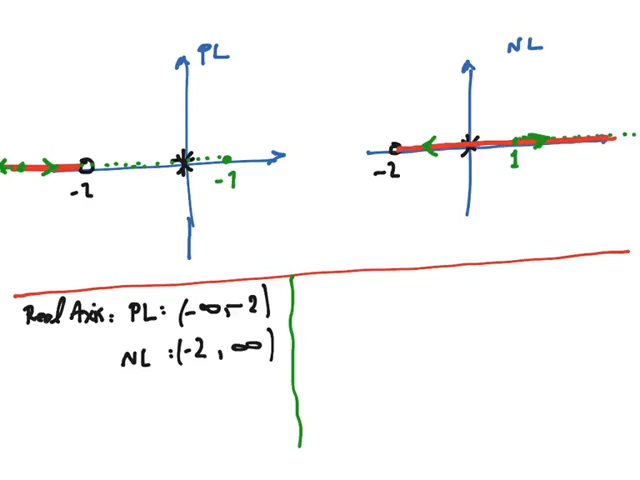 PL
NL
-2
-1
-2
1
Real Axis: PL: (-∞,-2)
NL :(-2, ∞)